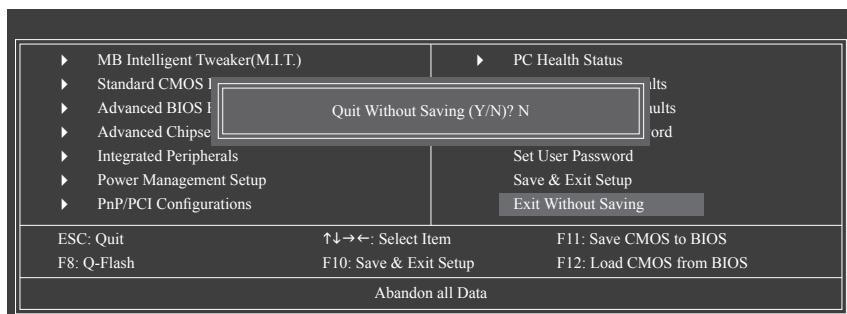 MB Intelligent Tweaker(M.I.T.)
Standard CMOS
Advanced BIOS
Advanced
Integrated Peripherals
Power Management Setup
PnP/PCI Configurations
PC Health Status
Set User Password
Save & Exit Setup
Exit Without Saving
Quit Without Saving (Y/N)? N
ESC: Quit
↑↓→←: Select Item
F11: Save CMOS to BIOS
F8: Q-Flash
F10: Save & Exit Setup
F12: Load CMOS from BIOS
Abandon all Data